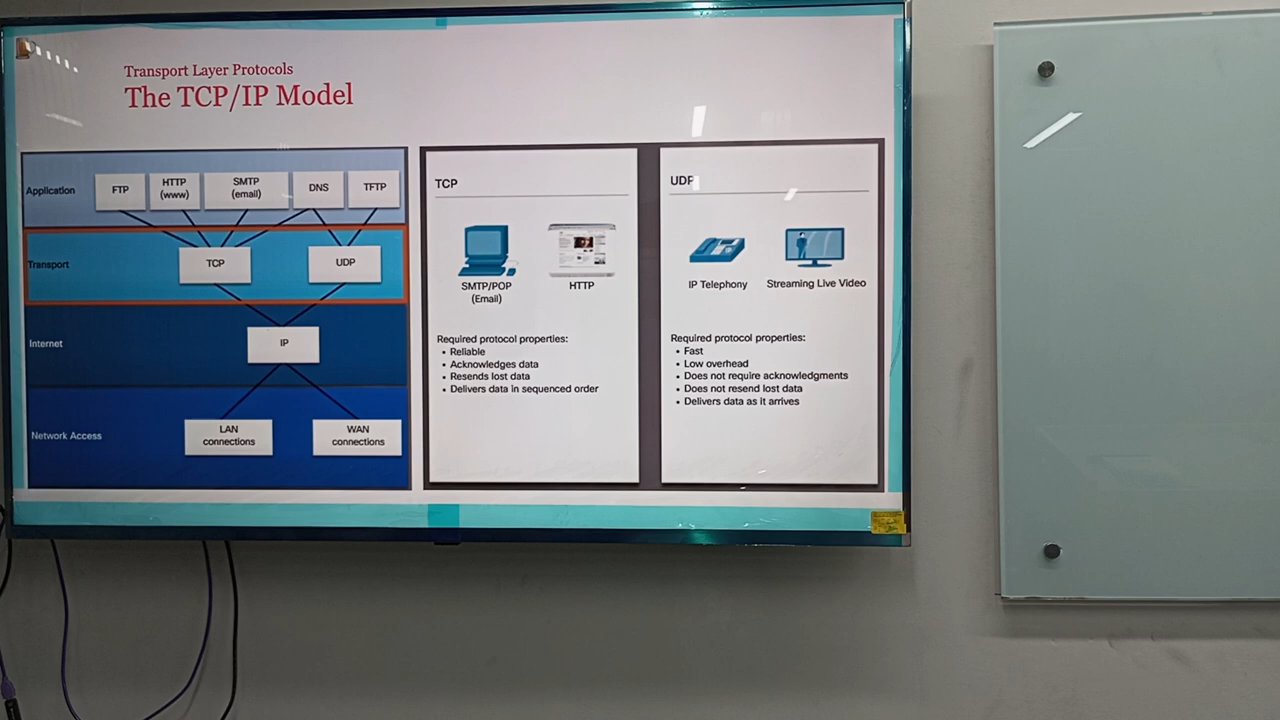 Transport Layer Protocols
The TCP/IP Model
Application
FTP
HTTP
(www)
SMTP
(email)
DNS
TFTP
Transport
TCP
UDP
Internet
IP
Network Access
LAN
connections
WAN
connections
TCP
SMTP/POP
(Email)
HTTP
Required protocol properties:
• Reliable
• Acknowledges data
• Resends lost data
• Delivers data in sequenced order
UDP
IP Telephony
Streaming Live Video
Required protocol properties:
• Fast
• Low overhead
• Does not require acknowledgments
• Does not resend lost data
• Delivers data as it arrives